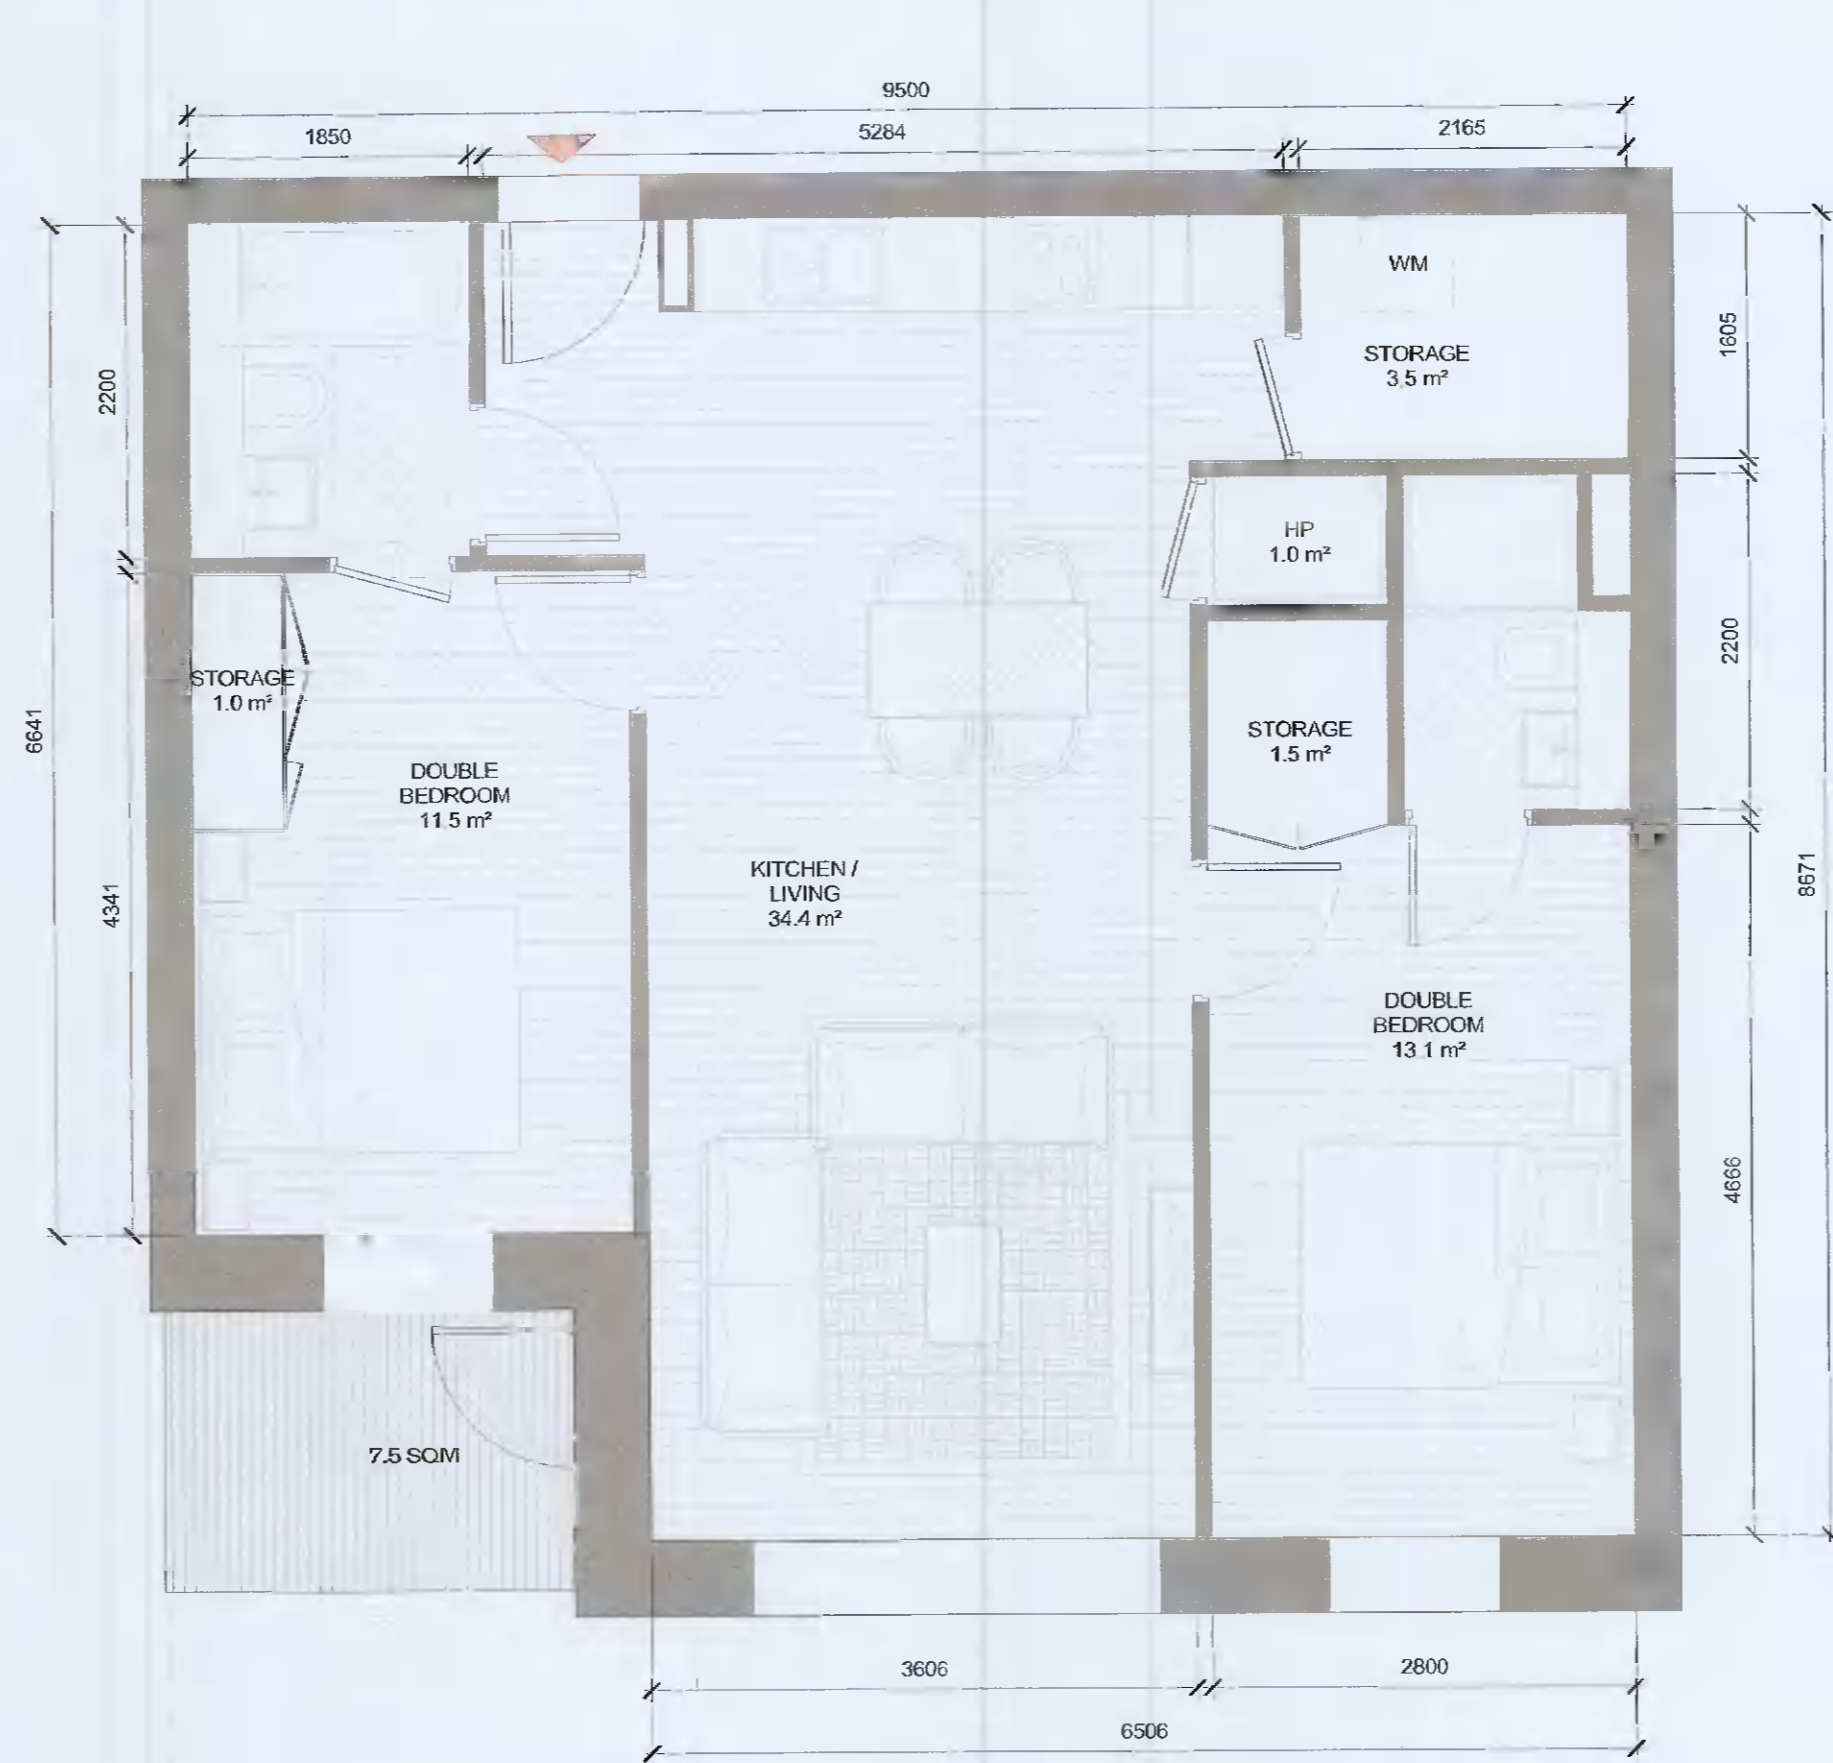 9500
1850
5284
2165
WM
STORAGE
3.5 m²
1605
2200
HP
1.0 m²
STORAGE
1.0 m²
2200
6641
STORAGE
1.5 m²
DOUBLE
BEDROOM
11.5 m²
KITCHEN /
LIVING
34.4 m²
4341
8671
DOUBLE
BEDROOM
13.1 m²
4666
7.5 SQM
3606
2800
6506